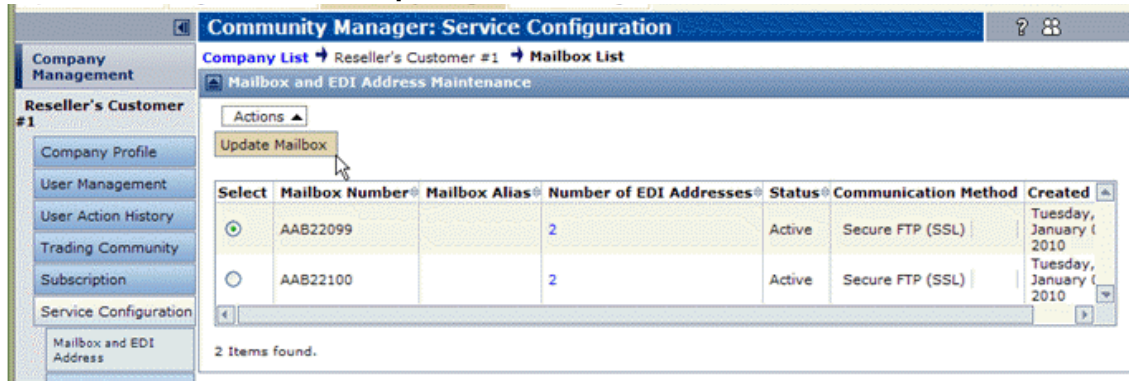 Community Manager: Service Configuration ?
Company Management
Company List Reseller's Customer #1 Mailbox List
Mailbox and EDI Address Maintenance
Reseller's Customer #1
Actions
Update Mailbox
Company Profile
User Management
User Action History
Trading Community
Subscription
Service Configuration
Mailbox and EDI Address
Select Mailbox Number Mailbox Alias Number of EDI Addresses Status Communication Method Created
AAB22099 2 Active Secure FTP (SSL) Tuesday, January 2010
AAB22100 2 Active Secure FTP (SSL) Tuesday, January 2010
2 Items found.